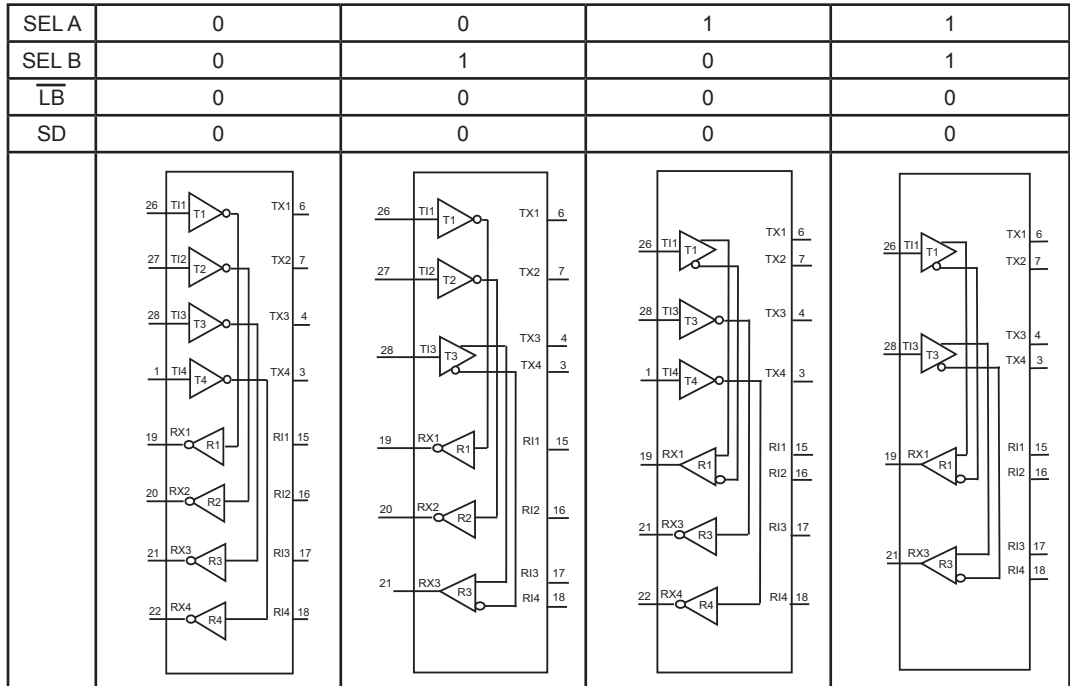 SEL A 0 0 1 1
SEL B 0 1 0 1
LB 0 0 0 0
SD 0 0 0 0
26 TI1 T1 TX1 6
27 TI2 T2 TX2 7
28 TI3 T3 TX3 4
1 TI4 T4 TX4 3
19 RX1 R1 RI1 15
20 RX2 R2 RI2 16
21 RX3 R3 RI3 17
22 RX4 R4 RI4 18
26 TI1 T1 TX1 6
27 TI2 T2 TX2 7
28 TI3 T3 TX3 4
TX4 3
19 RX1 R1 RI1 15
20 RX2 R2 RI2 16
21 RX3 R3 RI3 17
RI4 18
26 TI1 T1 TX1 6
TX2 7
28 TI3 T3 TX3 4
1 TI4 T4 TX4 3
19 RX1 R1 RI1 15
RI2 16
21 RX3 R3 RI3 17
22 RX4 R4 RI4 18
26 TI1 T1 TX1 6
TX2 7
28 TI3 T3 TX3 4
TX4 3
19 RX1 R1 RI1 15
RI2 16
21 RX3 R3 RI3 17
RI4 18